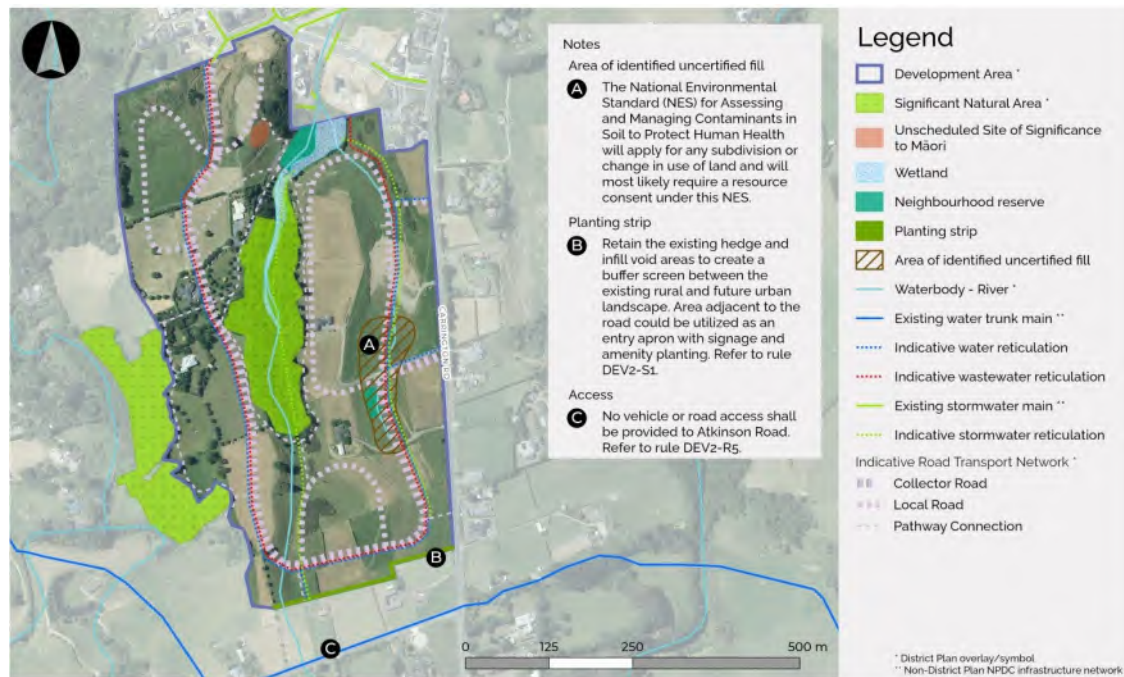 Notes
Area of identified uncertified fill
A
The National Environmental
Standard (NES) for Assessing
and Managing Contaminants in
Soil to Protect Human Health
will apply for any subdivision or
change in use of land and will
most likely require a resource
consent under this NES.
Planting strip
B
Retain the existing hedge and
infill void areas to create a
buffer screen between the
existing rural and future urban
landscape. Area adjacent to the
road could be utilized as an
entry apron with signage and
amenity planting. Refer to rule
DEV2-S1.
Access
C
No vehicle or road access shall
be provided to Atkinson Road.
Refer to rule DEV2-R5.
CARRINGTON RD
A
B
C
0 125 250 500 m
Legend
Development Area *
Significant Natural Area *
Unscheduled Site of Significance
to Māori
Wetland
Neighbourhood reserve
Planting strip
Area of identified uncertified fill
Waterbody - River *
Existing water trunk main **
Indicative water reticulation
Indicative wastewater reticulation
Existing stormwater main **
Indicative stormwater reticulation
Indicative Road Transport Network *
Collector Road
Local Road
Pathway Connection
* District Plan overlay/symbol
** Non-District Plan NPDC infrastructure network